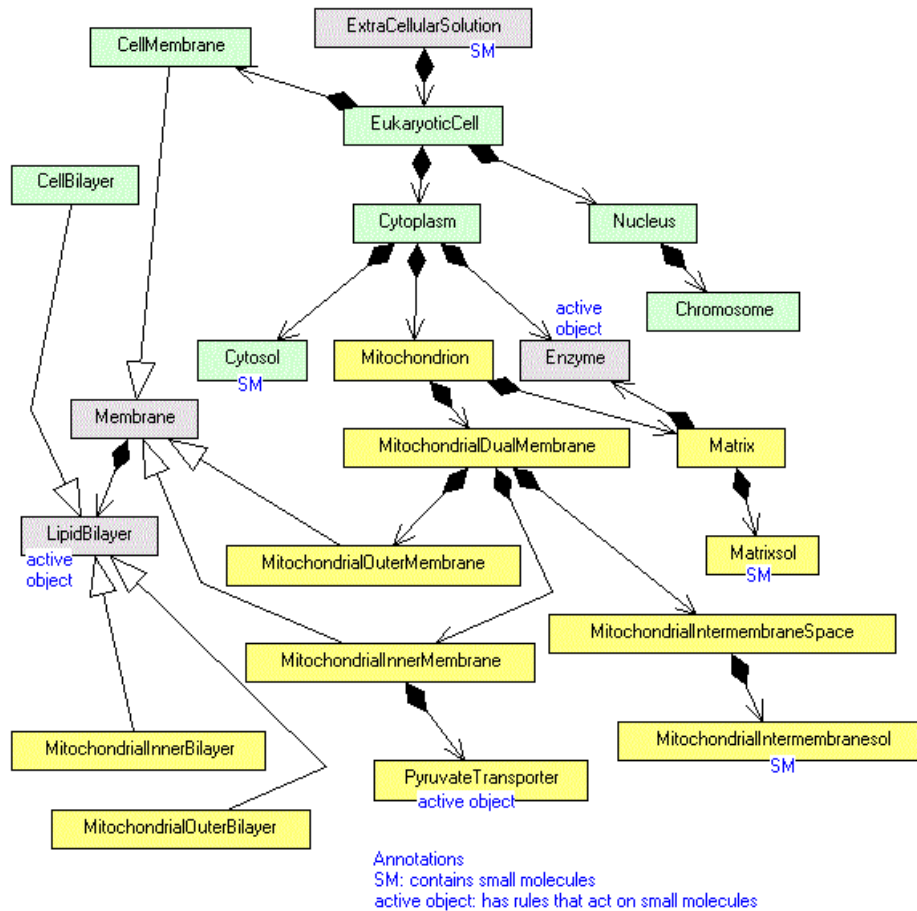 ExtraCellularSolution
SM
CellMembrane
EukaryoticCell
CellBilayer
Cytoplasm
Nucleus
Chromosome
active
object
Cytosol
SM
Mitochondrion
Enzyme
Membrane
MitochondrialDualMembrane
Matrix
LipidBilayer
active
object
MitochondrialOuterMembrane
Matrixsol
SM
MitochondrialIntermembraneSpace
MitochondrialInnerMembrane
MitochondrialInnerBilayer
MitochondrialIntermembranesol
SM
PyruvateTransporter
active object
MitochondrialOuterBilayer
Annotations
SM: contains small molecules
active object: has rules that act on small molecules